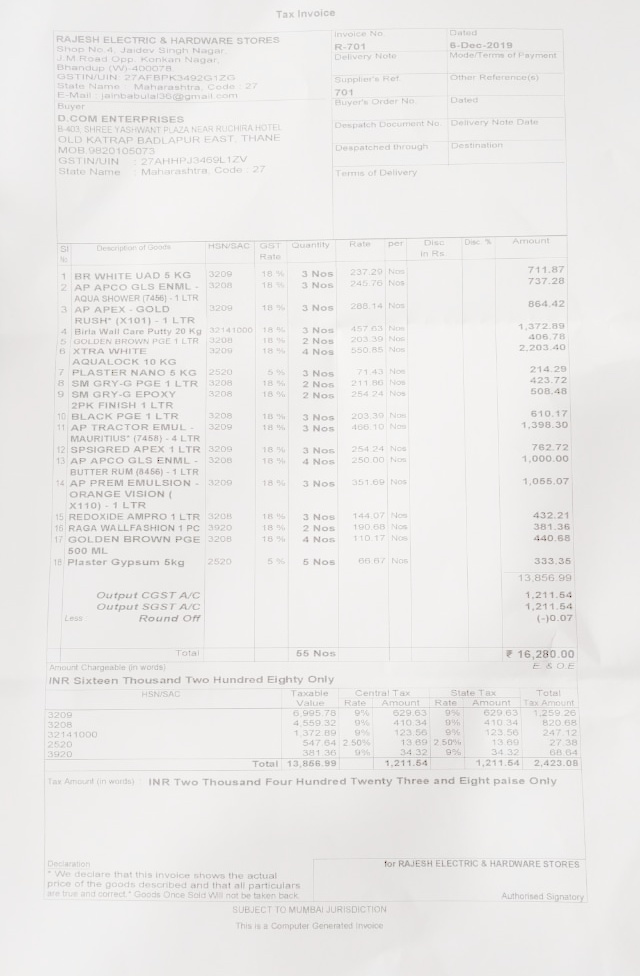 Tax Invoice
RAJESH ELECTRIC & HARDWARE STORES
Shop No.4, Jaidev Singh Nagar,
J.M.Road Opp. Konkan Nagar,
Bhandup (W)-400078.
GSTIN/UIN: 27AFBPK3492G1ZG
State Name : Maharashtra, Code : 27
E-Mail : jainbabulal36@gmail.com
Invoice No. Dated
R-701 6-Dec-2019
Delivery Note Mode/Terms of Payment
Supplier's Ref. Other Reference(s)
701
Buyer
D.COM ENTERPRISES
B-403, SHREE YASHWANT PLAZA NEAR RUCHIRA HOTEL
OLD KATRAP BADLAPUR EAST. THANE
MOB.9820105073
GSTIN/UIN : 27AHHPJ3469L1ZV
State Name : Maharashtra, Code : 27
Buyer's Order No. Dated
Despatch Document No. Delivery Note Date
Despatched through Destination
Terms of Delivery
Sl Description of Goods HSN/SAC GST Quantity Rate per Disc Disc. % Amount
Rate in Rs.
1 BR WHITE UAD 5 KG 3209 18 % 3 Nos 237.29 Nos 711.87
2 AP APCO GLS ENML - 3208 18 % 3 Nos 245.76 Nos 737.28
AQUA SHOWER (7456) - 1 LTR
3 AP APEX - GOLD 3209 18 % 3 Nos 288.14 Nos 864.42
RUSH* (X101) - 1 LTR
4 Birla Wall Care Putty 20 Kg 32141000 18 % 3 Nos 457.63 Nos 1,372.89
5 GOLDEN BROWN PGE 1 LTR 3208 18 % 2 Nos 203.39 Nos 406.78
6 XTRA WHITE 3209 18 % 4 Nos 550.85 Nos 2,203.40
AQUALOCK 10 KG
7 PLASTER NANO 5 KG 2520 5 % 3 Nos 71.43 Nos 214.29
8 SM GRY-G PGE 1 LTR 3208 18 % 2 Nos 211.86 Nos 423.72
9 SM GRY-G EPOXY 3208 18 % 2 Nos 254.24 Nos 508.48
2PK FINISH 1 LTR
10 BLACK PGE 1 LTR 3208 18 % 3 Nos 203.39 Nos 610.17
11 AP TRACTOR EMUL - 3209 18 % 3 Nos 466.10 Nos 1,398.30
MAURITIUS* (7458) - 4 LTR
12 SPSIGRED APEX 1 LTR 3209 18 % 3 Nos 254.24 Nos 762.72
13 AP APCO GLS ENML - 3208 18 % 4 Nos 250.00 Nos 1,000.00
BUTTER RUM (8456) - 1 LTR
14 AP PREM EMULSION - 3209 18 % 3 Nos 351.69 Nos 1,055.07
ORANGE VISION (
X110) - 1 LTR
15 REDOXIDE AMPRO 1 LTR 3208 18 % 3 Nos 144.07 Nos 432.21
16 RAGA WALLFASHION 1 PC 3920 18 % 2 Nos 190.68 Nos 381.36
17 GOLDEN BROWN PGE 3208 18 % 4 Nos 110.17 Nos 440.68
500 ML
18 Plaster Gypsum 5kg 2520 5 % 5 Nos 66.67 Nos 333.35
13,856.99
Output CGST A/C 1,211.54
Output SGST A/C 1,211.54
Less Round Off (-)0.07
Total 55 Nos ₹ 16,280.00
Amount Chargeable (in words) E. & O.E
INR Sixteen Thousand Two Hundred Eighty Only
HSN/SAC Taxable Central Tax State Tax Total
Value Rate Amount Rate Amount Tax Amount
3209 6,995.78 9% 629.63 9% 629.63 1,259.26
3208 4,559.32 9% 410.34 9% 410.34 820.68
32141000 1,372.89 9% 123.56 9% 123.56 247.12
2520 547.64 2.50% 13.69 2.50% 13.69 27.38
3920 381.36 9% 34.32 9% 34.32 68.64
Total 13,856.99 1,211.54 1,211.54 2,423.08
Tax Amount (in words) : INR Two Thousand Four Hundred Twenty Three and Eight paise Only
Declaration
" We declare that this invoice shows the actual
price of the goods described and that all particulars
are true and correct." Goods Once Sold Will not be taken back.
for RAJESH ELECTRIC & HARDWARE STORES
Authorised Signatory
SUBJECT TO MUMBAI JURISDICTION
This is a Computer Generated Invoice